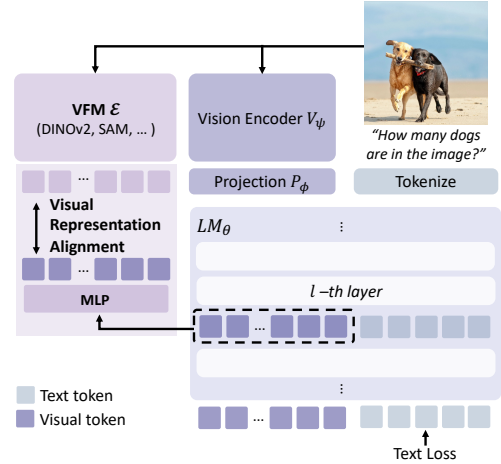 VFM ℰ
(DINOv2, SAM, ... )
Vision Encoder V_ψ
"How many dogs
are in the image?"
Projection P_ϕ
Tokenize
...
Visual
Representation
Alignment
...
MLP
LM_θ
⋮
l –th layer
...
⋮
...
Text token
Visual token
Text Loss